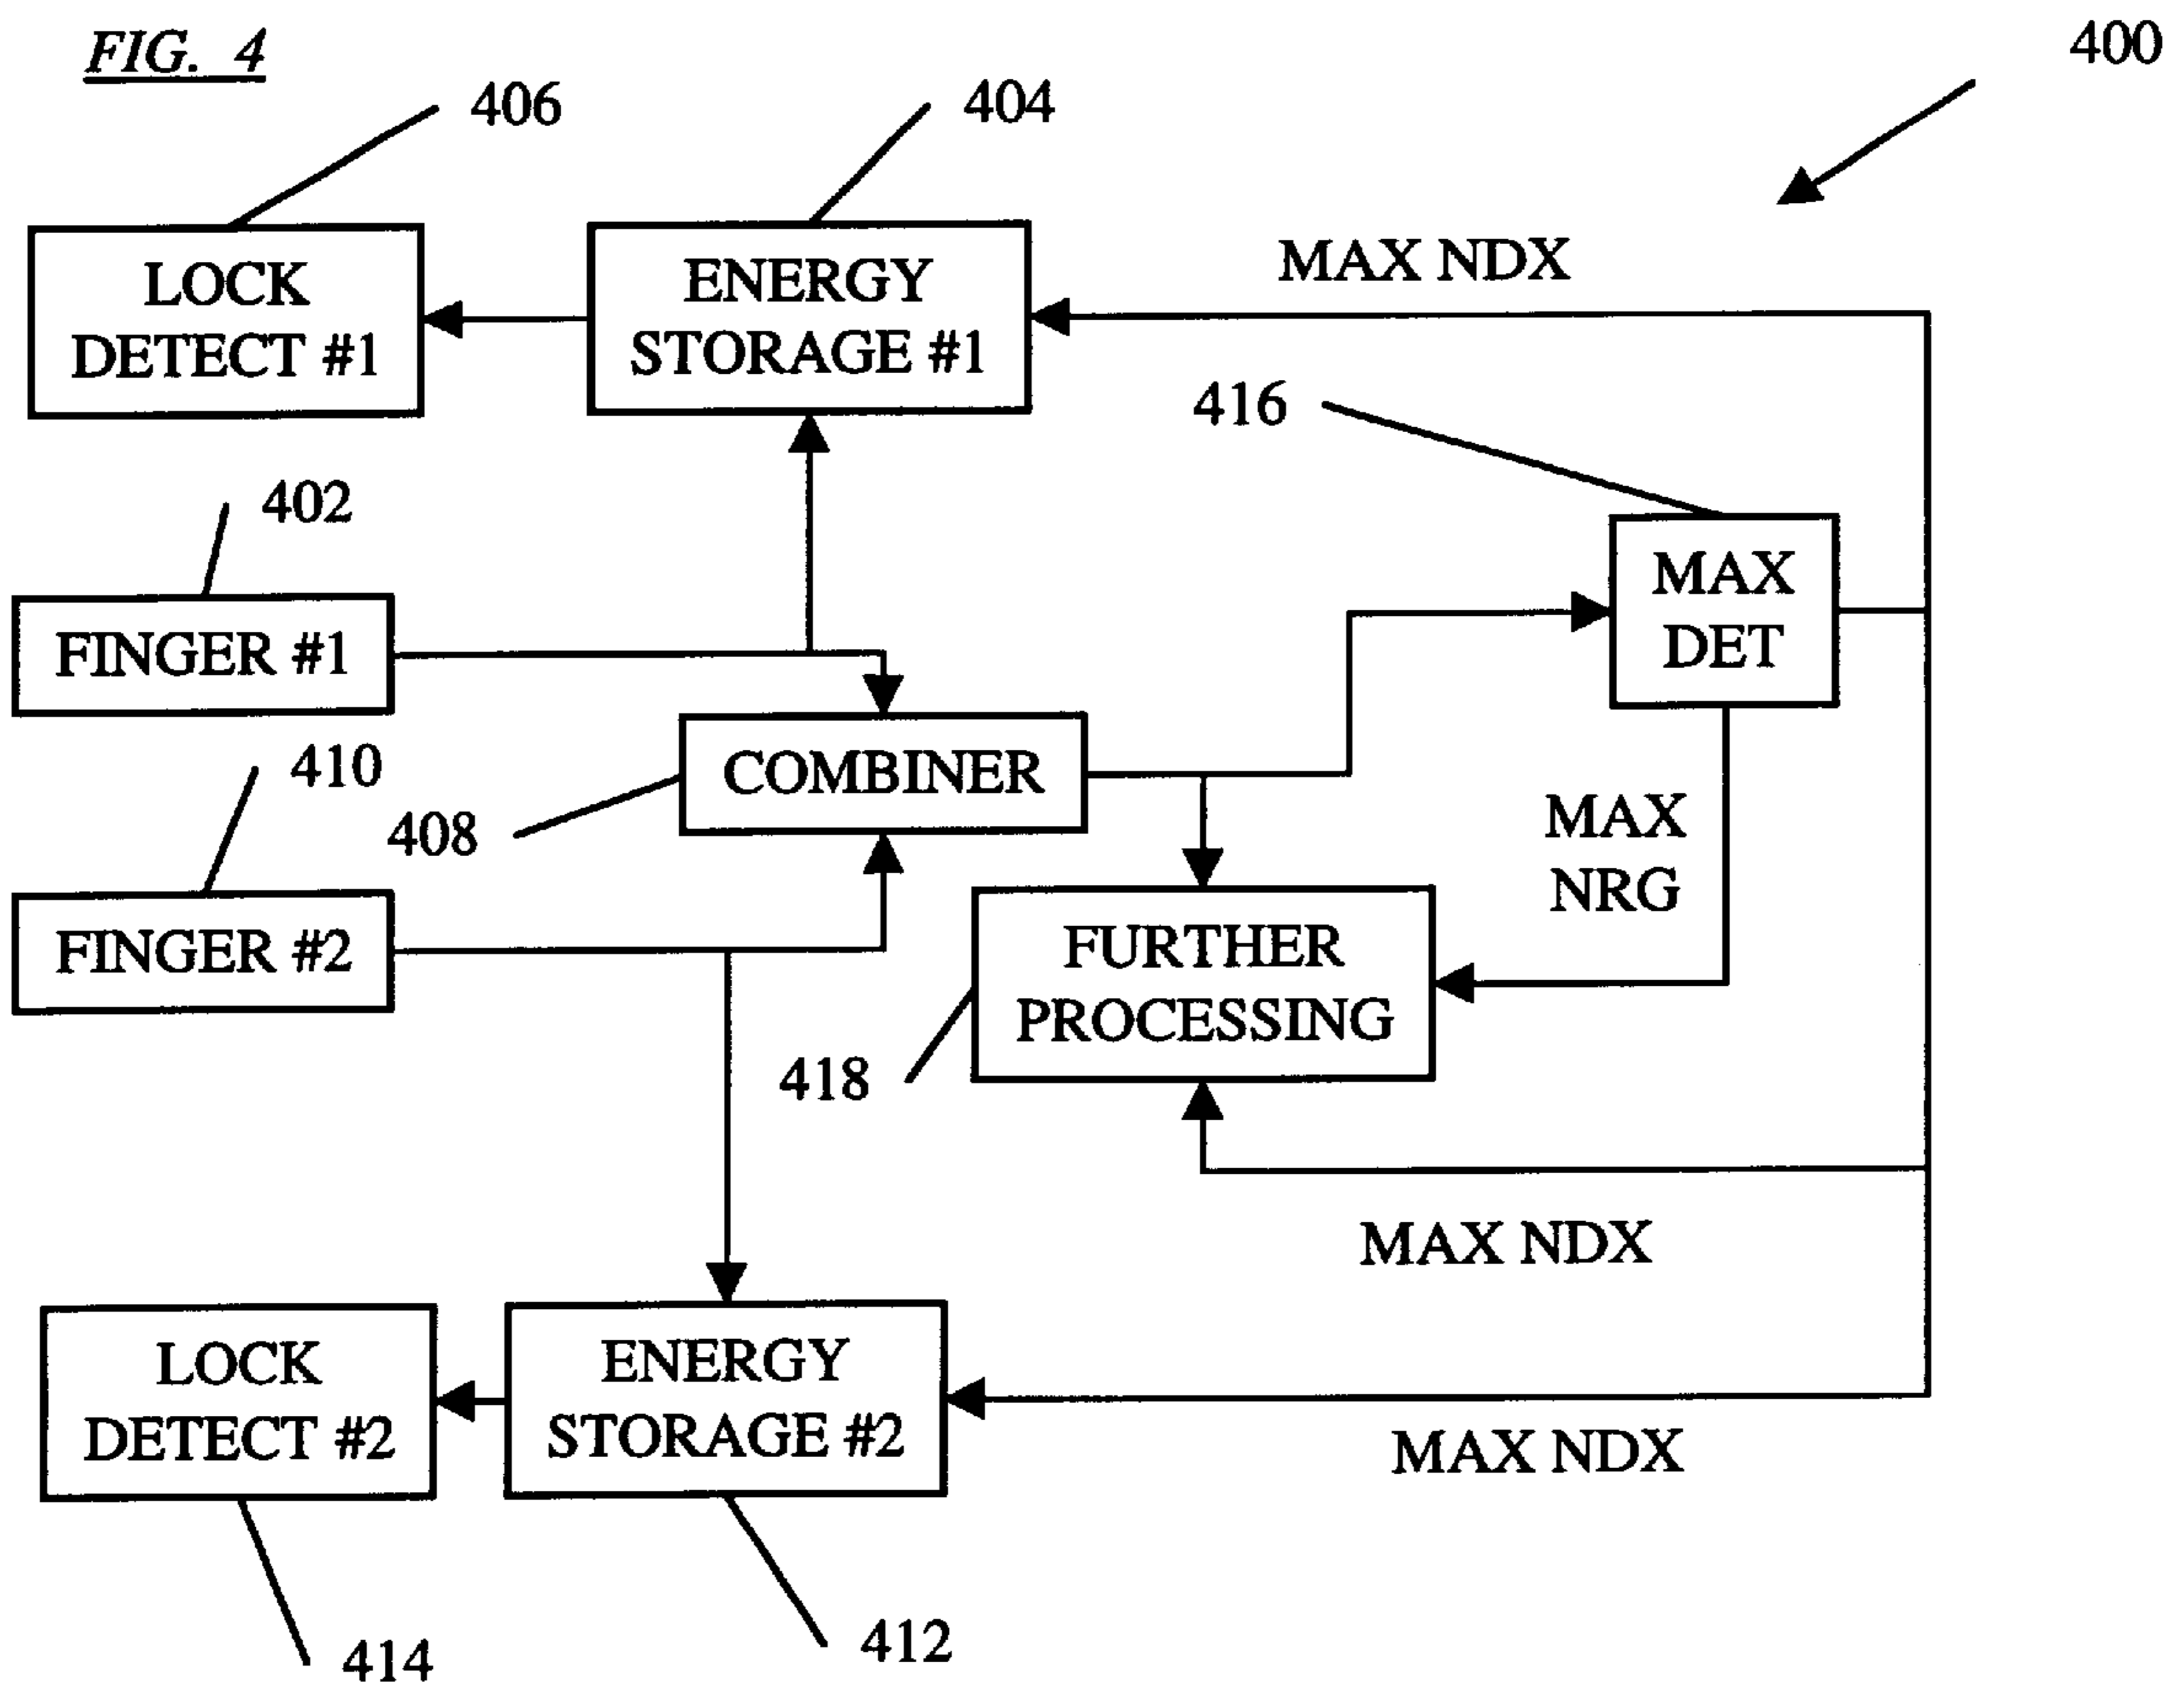 FIG. 4
400
406
404
LOCK
DETECT #1
ENERGY
STORAGE #1
MAX NDX
416
402
FINGER #1
MAX
DET
410
COMBINER
408
MAX
NRG
FINGER #2
FURTHER
PROCESSING
418
MAX NDX
LOCK
DETECT #2
ENERGY
STORAGE #2
MAX NDX
414
412